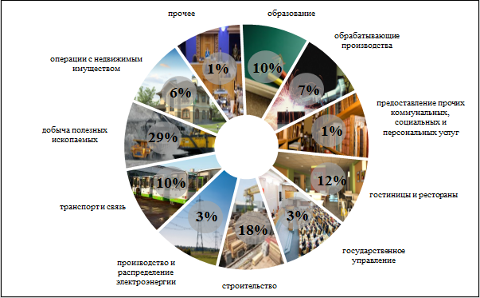 прочее
образование
обрабатывающие
производства
операции с недвижимым
имуществом
предоставление прочих
коммунальных,
социальных и
персональных услуг
добыча полезных
ископаемых
гостиницы и рестораны
транспорт и связь
государственное
управление
производство и
распределение
электроэнергии
строительство
1%
10%
7%
6%
1%
29%
12%
10%
3%
18%
3%